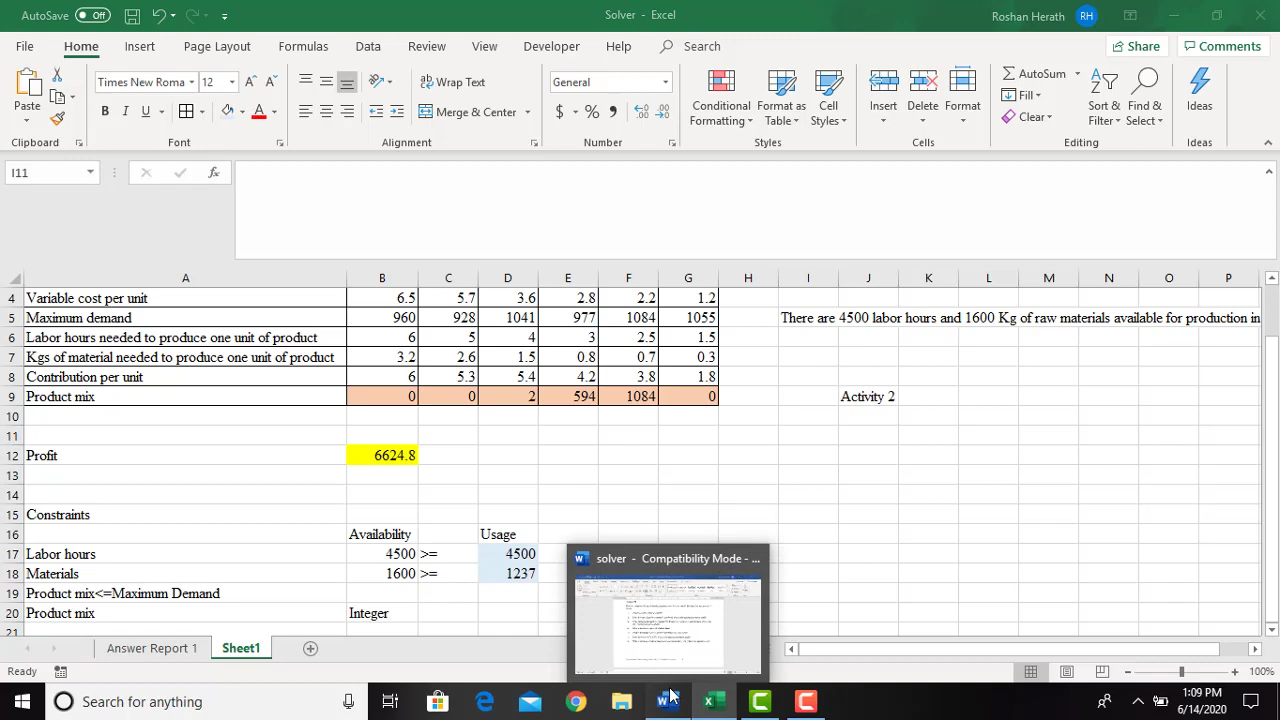 AutoSave Off Solver - Excel Roshan Herath RH
File Home Insert Page Layout Formulas Data Review View Developer Help Search Share Comments
Times New Roma 12 Wrap Text General AutoSum
Paste Fill
B I U Merge & Center $ % Conditional Formatting Format as Table Cell Styles Insert Delete Format Clear Sort & Filter Find & Select Ideas
Clipboard Font Alignment Number Styles Cells Editing Ideas
I11 fx
A B C D E F G H I J K L M N O P
4 Variable cost per unit 6.5 5.7 3.6 2.8 2.2 1.2
5 Maximum demand 960 928 1041 977 1084 1055 There are 4500 labor hours and 1600 Kg of raw materials available for production in
6 Labor hours needed to produce one unit of product 6 5 4 3 2.5 1.5
7 Kgs of material needed to produce one unit of product 3.2 2.6 1.5 0.8 0.7 0.3
8 Contribution per unit 6 5.3 5.4 4.2 3.8 1.8
9 Product mix 0 0 2 594 1084 0 Activity 2
10
11
12 Profit 6624.8
13
14
15 Constraints
16 Availability Usage
17 Labor hours 4500 >= 4500
18 Materials 1600 >= 1237
19 Product mix<=Maximum Demand
20 Product mix Integer
21
solver - Compatibility Mode - ...
Answer Report 1 Sheet1
Ready 100%
Search for anything 1:09 PM
6/14/2020